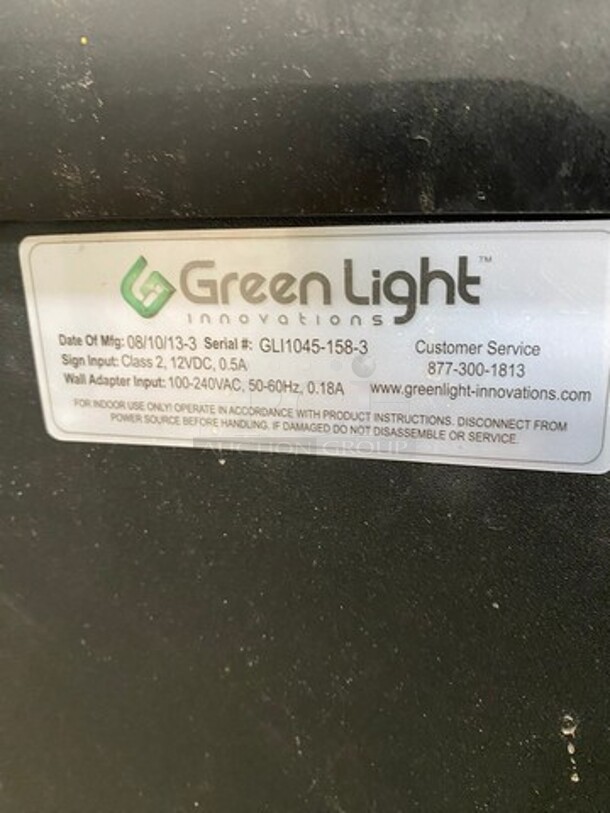 Green Light™
innovations
Date Of Mfg: 08/10/13-3 Serial #: GLI1045-158-3
Sign Input: Class 2, 12VDC, 0.5A
Wall Adapter Input: 100-240VAC, 50-60Hz, 0.18A
Customer Service
877-300-1813
www.greenlight-innovations.com
FOR INDOOR USE ONLY! OPERATE IN ACCORDANCE WITH PRODUCT INSTRUCTIONS. DISCONNECT FROM
POWER SOURCE BEFORE HANDLING. IF DAMAGED DO NOT DISASSEMBLE OR SERVICE.
AUCTION GROUP